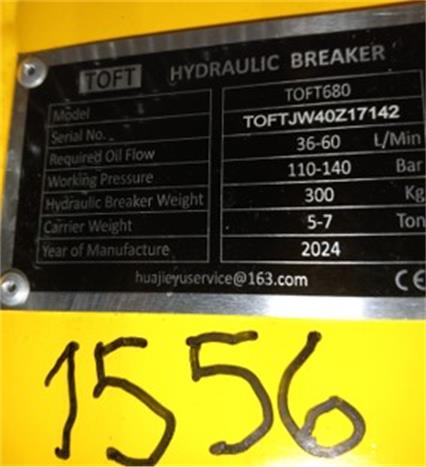 TOFT HYDRAULIC BREAKER
Model TOFT680
Serial No. TOFTJW40Z17142
Required Oil Flow 36-60 L/Min
Working Pressure 110-140 Bar
Hydraulic Breaker Weight 300 Kg
Carrier Weight 5-7 Ton
Year of Manufacture 2024
huajieyuservice@163.com CE
1556